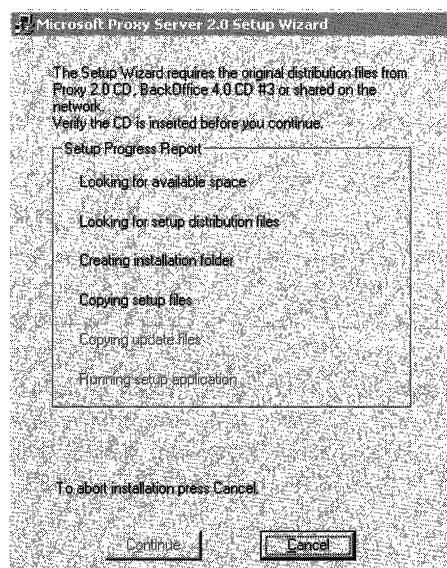 Microsoft Proxy Server 2.0 Setup Wizard
The Setup Wizard requires the original distribution files from
Proxy 2.0 CD, BackOffice 4.0 CD #3 or shared on the
network.
Verify the CD is inserted before you continue.
Setup Progress Report
Looking for available space
Looking for setup distribution files
Creating installation folder
Copying setup files
Copying update files
Running setup application
To abort installation press Cancel.
Continue
Cancel